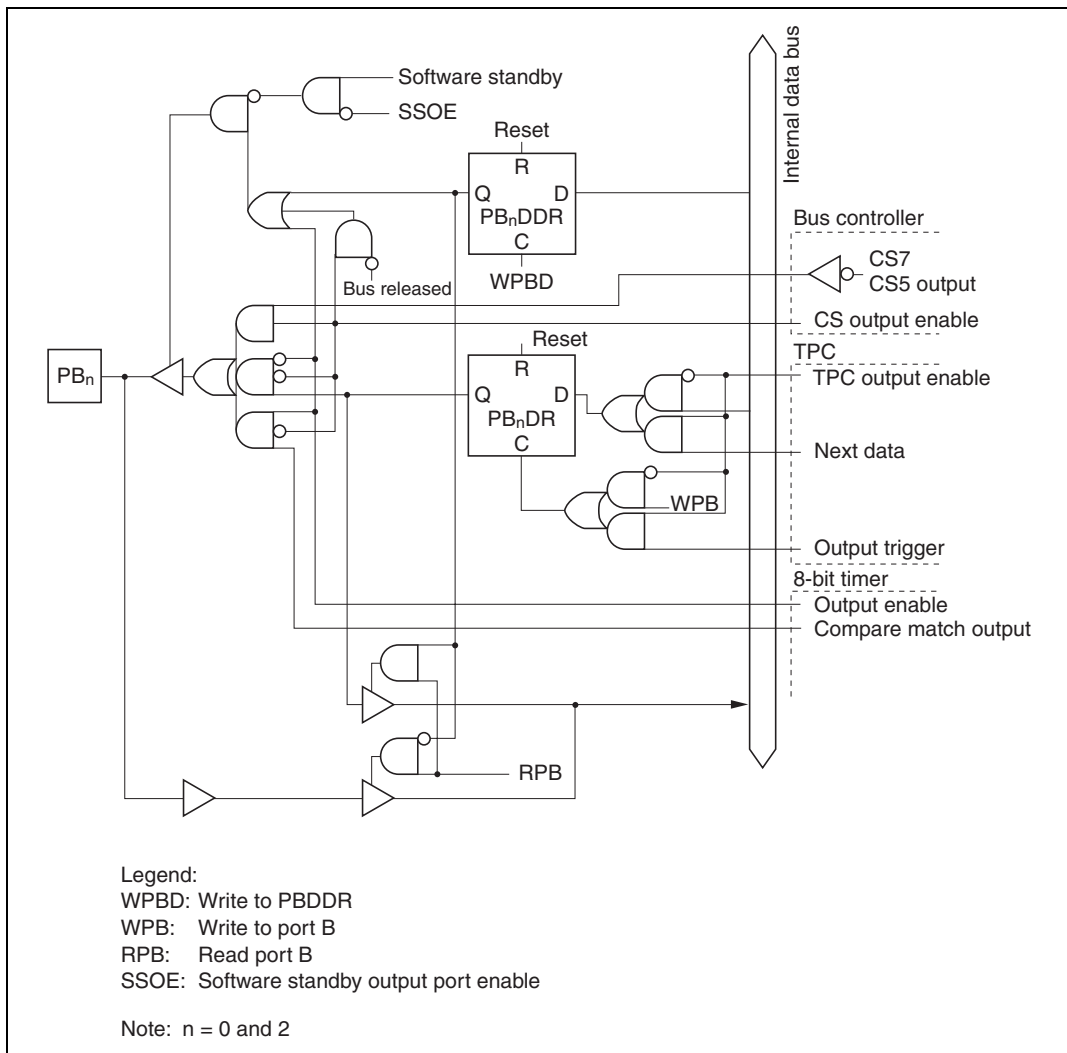 Software standby
SSOE
Internal data bus
Reset
R
Q D
PBnDDR
C
WPBD
Bus released
Bus controller
CS7
CS5 output
CS output enable
TPC
TPC output enable
Reset
R
Q D
PBnDR
C
PBn
Next data
WPB
Output trigger
8-bit timer
Output enable
Compare match output
RPB
Legend:
WPBD: Write to PBDDR
WPB: Write to port B
RPB: Read port B
SSOE: Software standby output port enable
Note: n = 0 and 2